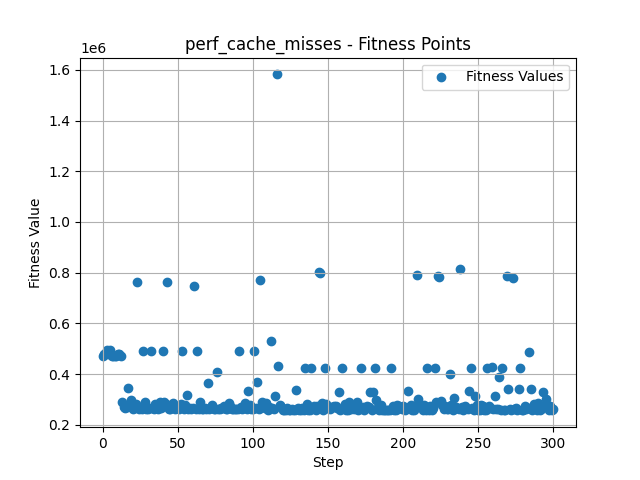 perf_cache_misses - Fitness Points
1e6
Fitness Values
1.6
1.4
1.2
1.0
0.8
0.6
0.4
0.2
Fitness Value
0 50 100 150 200 250 300
Step